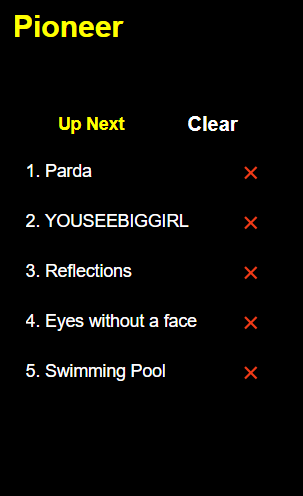 Pioneer
Up Next Clear
1. Parda ×
2. YOUSEEBIGGIRL ×
3. Reflections ×
4. Eyes without a face ×
5. Swimming Pool ×